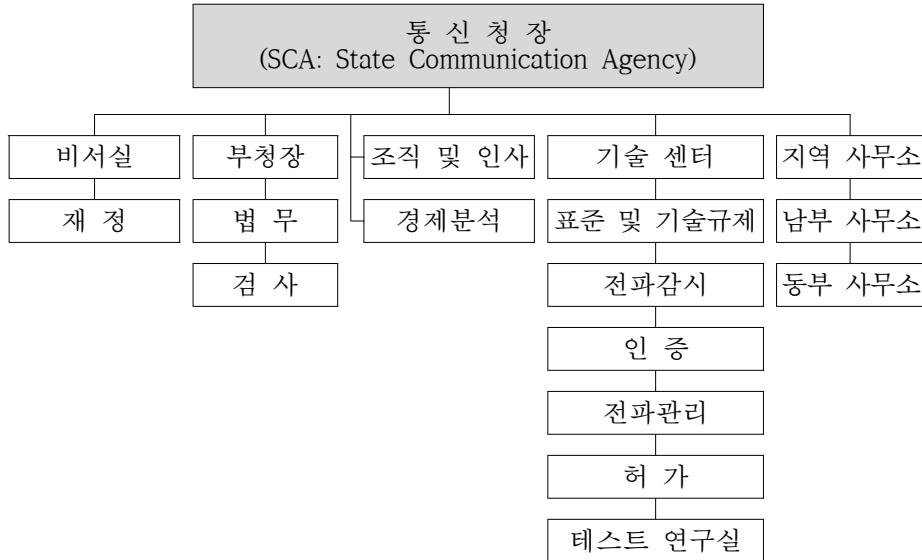 통 신 청 장
(SCA: State Communication Agency)
비서실
부청장
조직 및 인사
기술 센터
지역 사무소
재 정
법 무
경제분석
표준 및 기술규제
남부 사무소
검 사
전파감시
동부 사무소
인 증
전파관리
허 가
테스트 연구실